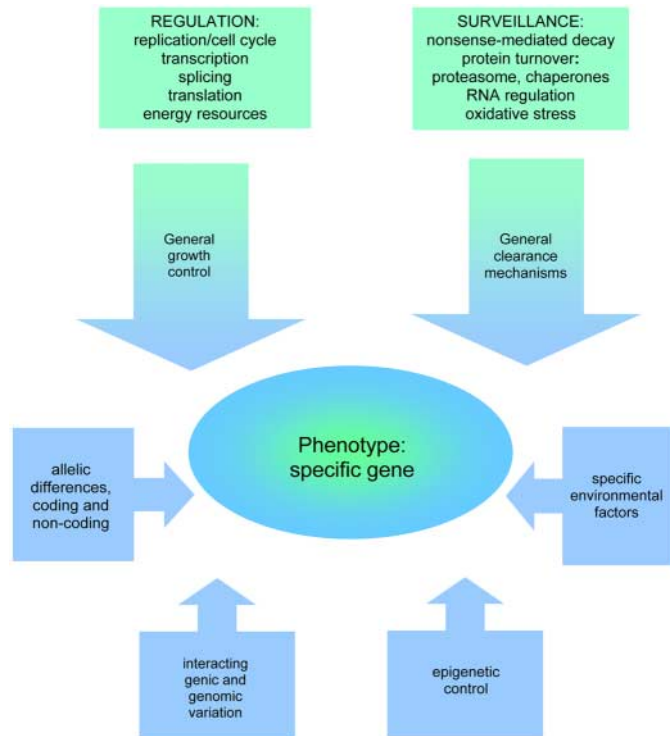 REGULATION:
replication/cell cycle
transcription
splicing
translation
energy resources
SURVEILLANCE:
nonsense-mediated decay
protein turnover:
proteasome, chaperones
RNA regulation
oxidative stress
General
growth
control
General
clearance
mechanisms
Phenotype:
specific gene
allelic
differences,
coding and
non-coding
specific
environmental
factors
interacting
genic and
genomic
variation
epigenetic
control